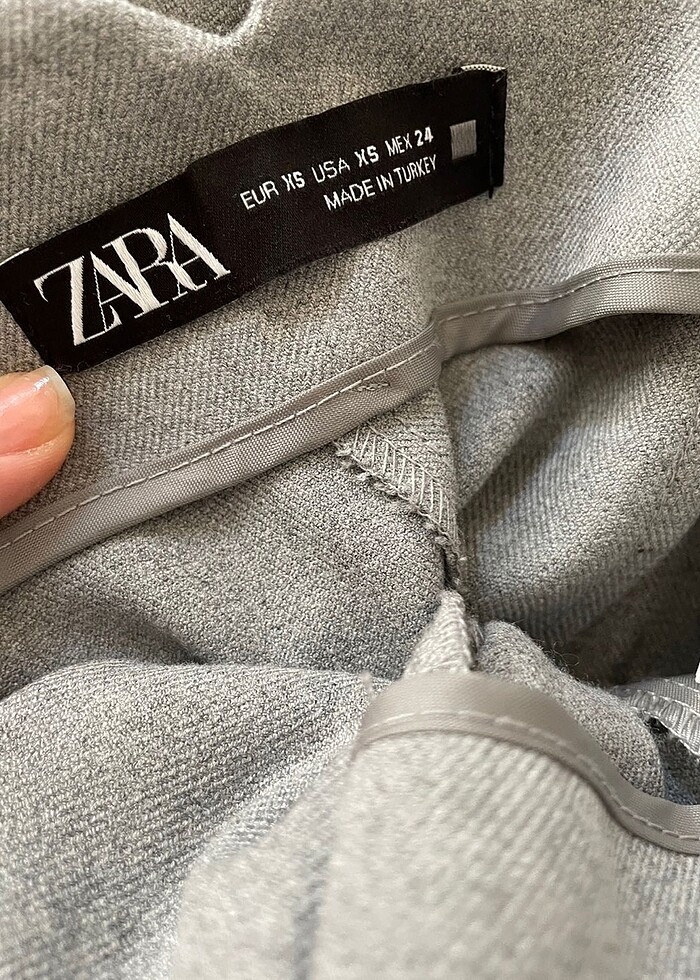 ZARA
EUR XS USA XS MEX 24
MADE IN TURKEY